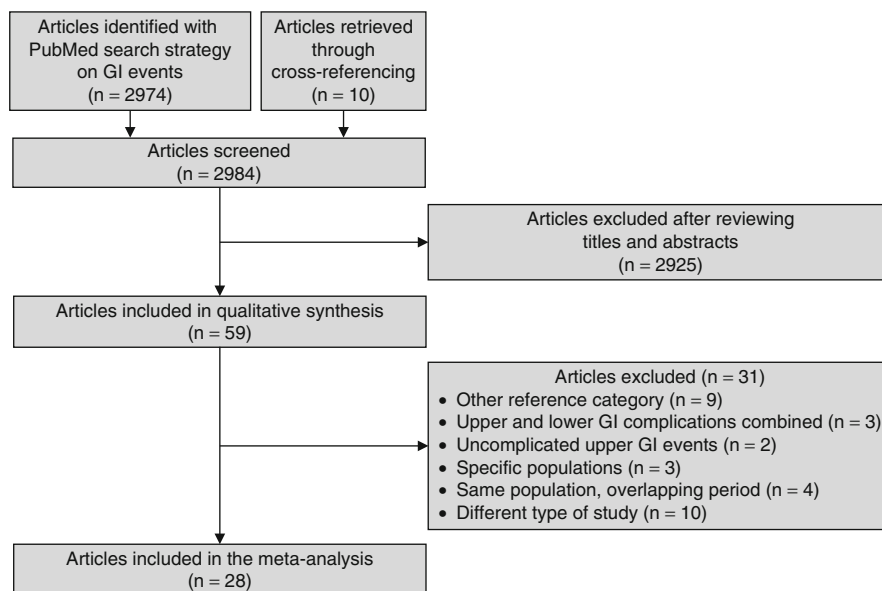 Articles identified with
PubMed search strategy
on GI events
(n = 2974)
Articles retrieved
through
cross-referencing
(n = 10)
Articles screened
(n = 2984)
Articles excluded after reviewing
titles and abstracts
(n = 2925)
Articles included in qualitative synthesis
(n = 59)
Articles excluded (n = 31)
• Other reference category (n = 9)
• Upper and lower GI complications combined (n = 3)
• Uncomplicated upper GI events (n = 2)
• Specific populations (n = 3)
• Same population, overlapping period (n = 4)
• Different type of study (n = 10)
Articles included in the meta-analysis
(n = 28)